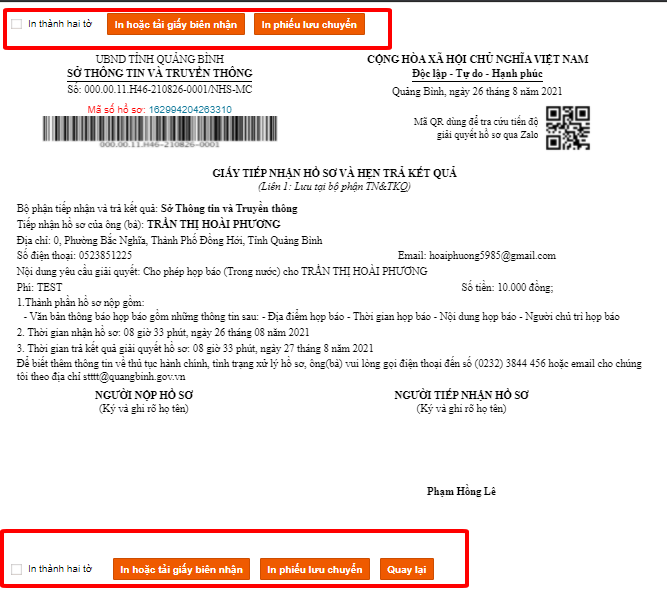 In thành hai tờ In hoặc tải giấy biên nhận In phiếu lưu chuyển
UBND TỈNH QUẢNG BÌNH
SỞ THÔNG TIN VÀ TRUYỀN THÔNG
Số: 000.00.11.H46-210826-0001/NHS-MC
Mã số hồ sơ: 162994204263310
000.00.11.H46-210826-0001
CỘNG HÒA XÃ HỘI CHỦ NGHĨA VIỆT NAM
Độc lập - Tự do - Hạnh phúc
Quảng Bình, ngày 26 tháng 8 năm 2021
Mã QR dùng để tra cứu tiến độ
giải quyết hồ sơ qua Zalo
GIẤY TIẾP NHẬN HỒ SƠ VÀ HẸN TRẢ KẾT QUẢ
(Liên 1: Lưu tại bộ phận TN&TKQ)
Bộ phận tiếp nhận và trả kết quả: Sở Thông tin và Truyền thông
Tiếp nhận hồ sơ của ông (bà): TRẦN THỊ HOÀI PHƯƠNG
Địa chỉ: 0, Phường Bắc Nghĩa, Thành Phố Đồng Hới, Tỉnh Quảng Bình
Số điện thoại: 0523851225 Email: hoaiphuong5985@gmail.com
Nội dung yêu cầu giải quyết: Cho phép họp báo (Trong nước) cho TRẦN THỊ HOÀI PHƯƠNG
Phí: TEST Số tiền: 10.000 đồng;
1.Thành phần hồ sơ nộp gồm:
- Văn bản thông báo họp báo gồm những thông tin sau: - Địa điểm họp báo - Thời gian họp báo - Nội dung họp báo - Người chủ trì họp báo
2. Thời gian nhận hồ sơ: 08 giờ 33 phút, ngày 26 tháng 08 năm 2021
3. Thời gian trả kết quả giải quyết hồ sơ: 08 giờ 33 phút, ngày 27 tháng 8 năm 2021
Để biết thêm thông tin về thủ tục hành chính, tình trạng xử lý hồ sơ, ông(bà) vui lòng gọi điện thoại đến số (0232) 3844 456 hoặc email cho chúng
tôi theo địa chỉ stttt@quangbinh.gov.vn
NGƯỜI NỘP HỒ SƠ
(Ký và ghi rõ họ tên)
NGƯỜI TIẾP NHẬN HỒ SƠ
(Ký và ghi rõ họ tên)
Phạm Hồng Lê
In thành hai tờ In hoặc tải giấy biên nhận In phiếu lưu chuyển Quay lại